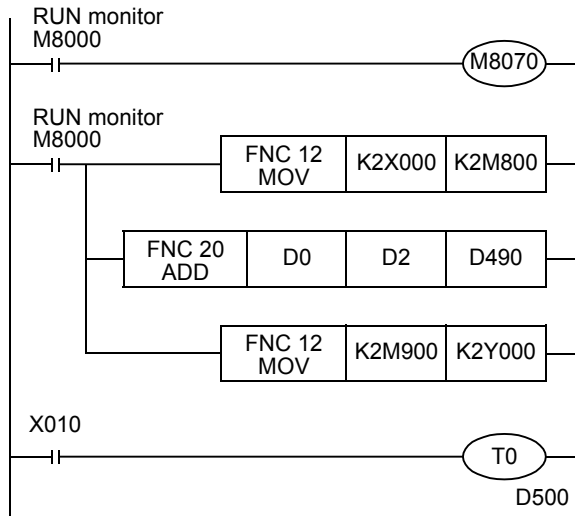 RUN monitor
M8000
M8070
RUN monitor
M8000
FNC 12
MOV
K2X000
K2M800
FNC 20
ADD
D0
D2
D490
FNC 12
MOV
K2M900
K2Y000
X010
T0
D500